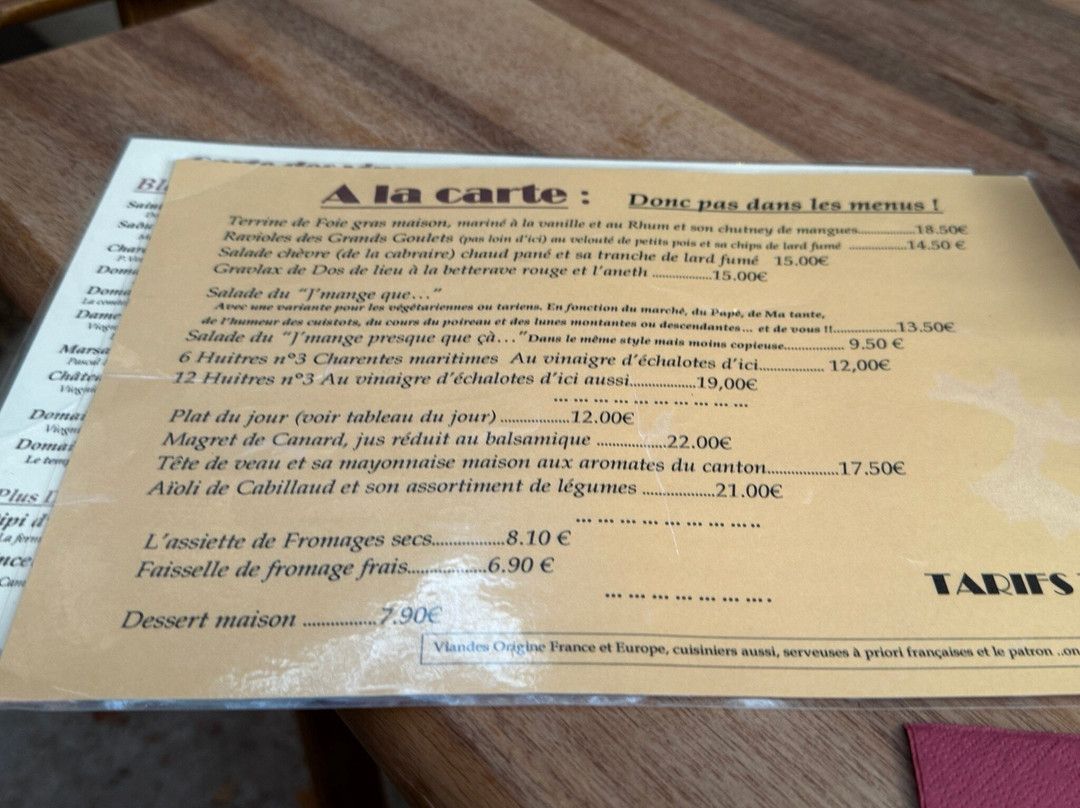 A la carte : Donc pas dans les menus !
Terrine de Foie gras maison, mariné à la vanille et au Rhum et son chutney de mangues..............18.50€
Ravioles des Grands Goulets (pas loin d'ici) au velouté de petits pois et sa chips de lard fumé ..............14.50 €
Salade chèvre (de la cabraire) chaud pané et sa tranche de lard fumé 15.00€
Gravlax de Dos de lieu à la betterave rouge et l'aneth ..............15.00€
Salade du "J'mange que..."
Avec une variante pour les végétariennes ou tariens. En fonction du marché, du Papé, de Ma tante,
de l'humeur des cuistots, du cours du poireau et des lunes montantes ou descendantes... et de vous !!..............13.50€
Salade du "J'mange presque que çà..." Dans le même style mais moins copieuse.............. 9.50 €
6 Huitres n°3 Charentes maritimes Au vinaigre d'échalotes d'ici.............. 12,00€
12 Huitres n°3 Au vinaigre d'échalotes d'ici aussi..............19,00€
... ... ... ... ... ... ... ... ...
Plat du jour (voir tableau du jour) ..............12.00€
Magret de Canard, jus réduit au balsamique ..............22.00€
Tête de veau et sa mayonnaise maison aux aromates du canton..............17.50€
Aïoli de Cabillaud et son assortiment de légumes ..............21.00€
... ... ... ... ... ... ... ... ..
L'assiette de Fromages secs..............8.10 €
Faisselle de fromage frais..............6.90 €
... ... ... ... ... ... ... .
TARIFS
Dessert maison ..............7.90€
Viandes Origine France et Europe, cuisiniers aussi, serveuses à priori françaises et le patron ..on